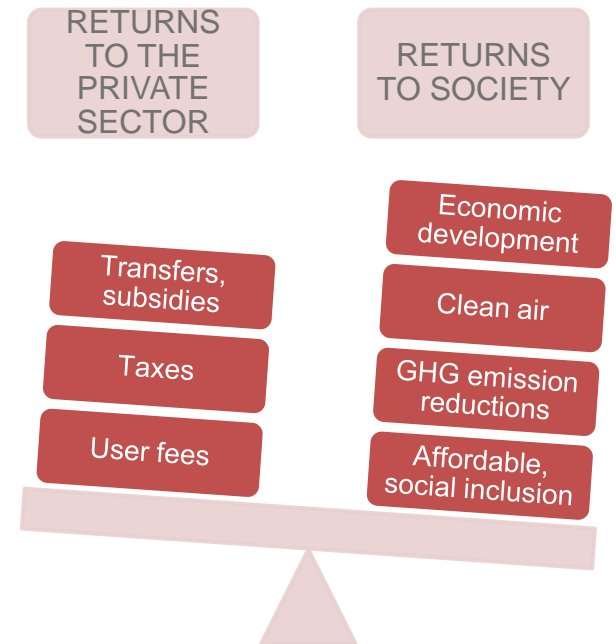 RETURNS
TO THE
PRIVATE
SECTOR
RETURNS
TO SOCIETY
Transfers,
subsidies
Taxes
User fees
Economic
development
Clean air
GHG emission
reductions
Affordable,
social inclusion